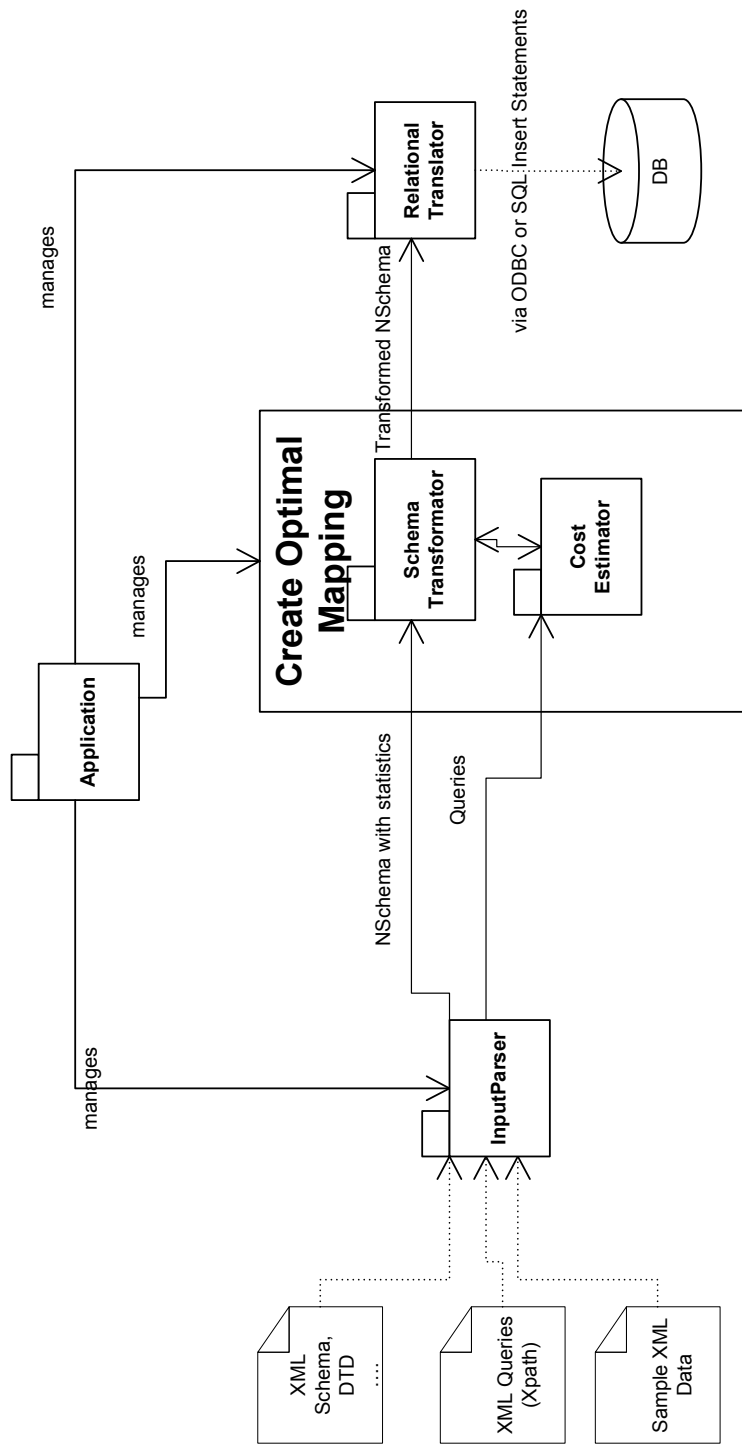 manages
manages
manages
Application
Create Optimal
Mapping
NSchema with statistics
Queries
Schema
Transformator
Cost
Estimator
Transformed NSchema
Relational
Translator
via ODBC or SQL Insert Statements
DB
InputParser
XML
Schema,
DTD
....
XML Queries
(Xpath)
Sample XML
Data